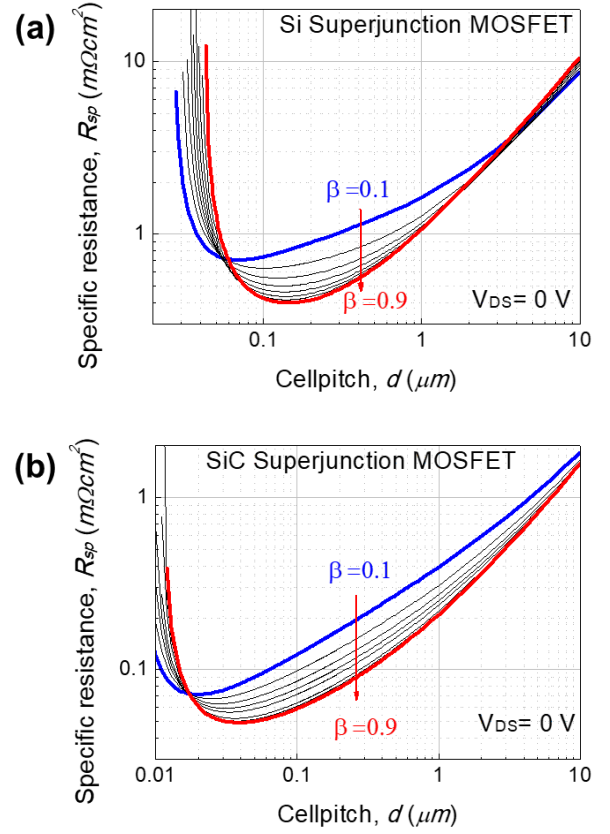 (a)
Si Superjunction MOSFET
Specific resistance, Rsp (mΩcm²)
10
1
β=0.1
β=0.9
VDS= 0 V
0.1 1 10
Cellpitch, d (μm)
(b)
SiC Superjunction MOSFET
Specific resistance, Rsp (mΩcm²)
1
0.1
β=0.1
β=0.9
VDS= 0 V
0.01 0.1 1 10
Cellpitch, d (μm)